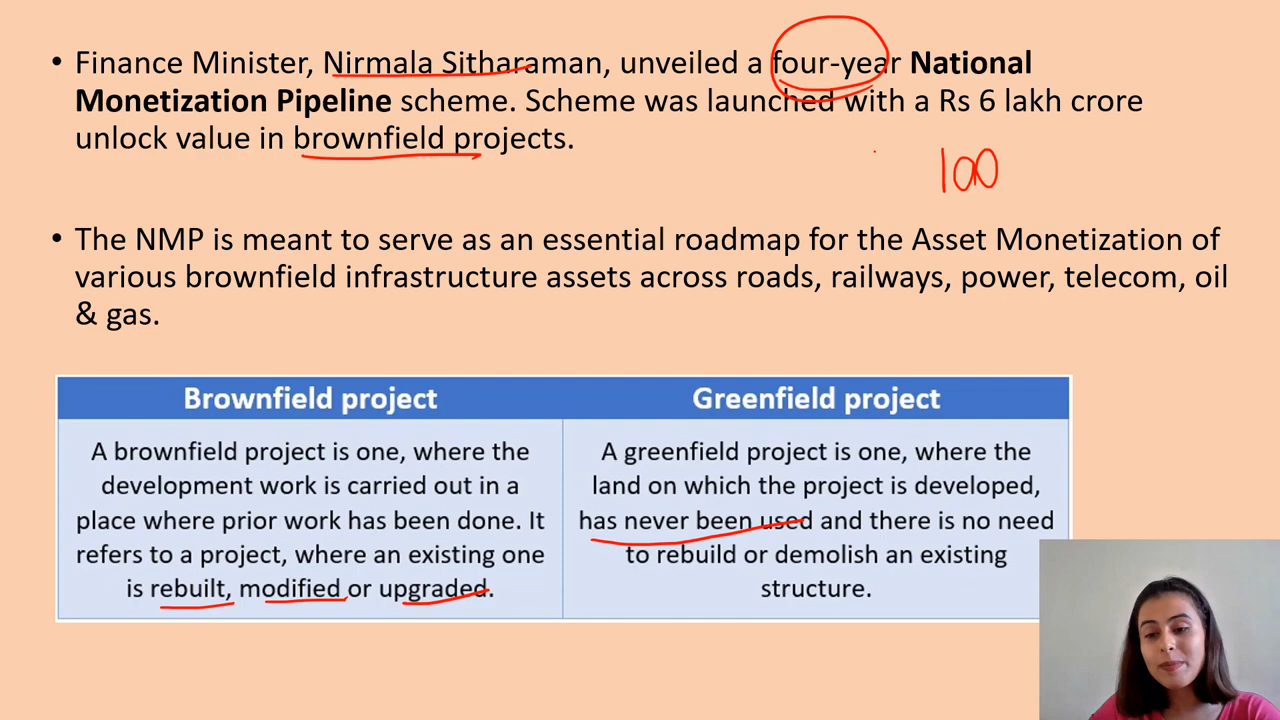 • Finance Minister, Nirmala Sitharaman, unveiled a four-year National
Monetization Pipeline scheme. Scheme was launched with a Rs 6 lakh crore
unlock value in brownfield projects.
100
• The NMP is meant to serve as an essential roadmap for the Asset Monetization of
various brownfield infrastructure assets across roads, railways, power, telecom, oil
& gas.
Brownfield project
A brownfield project is one, where the
development work is carried out in a
place where prior work has been done. It
refers to a project, where an existing one
is rebuilt, modified or upgraded.
Greenfield project
A greenfield project is one, where the
land on which the project is developed,
has never been used and there is no need
to rebuild or demolish an existing
structure.